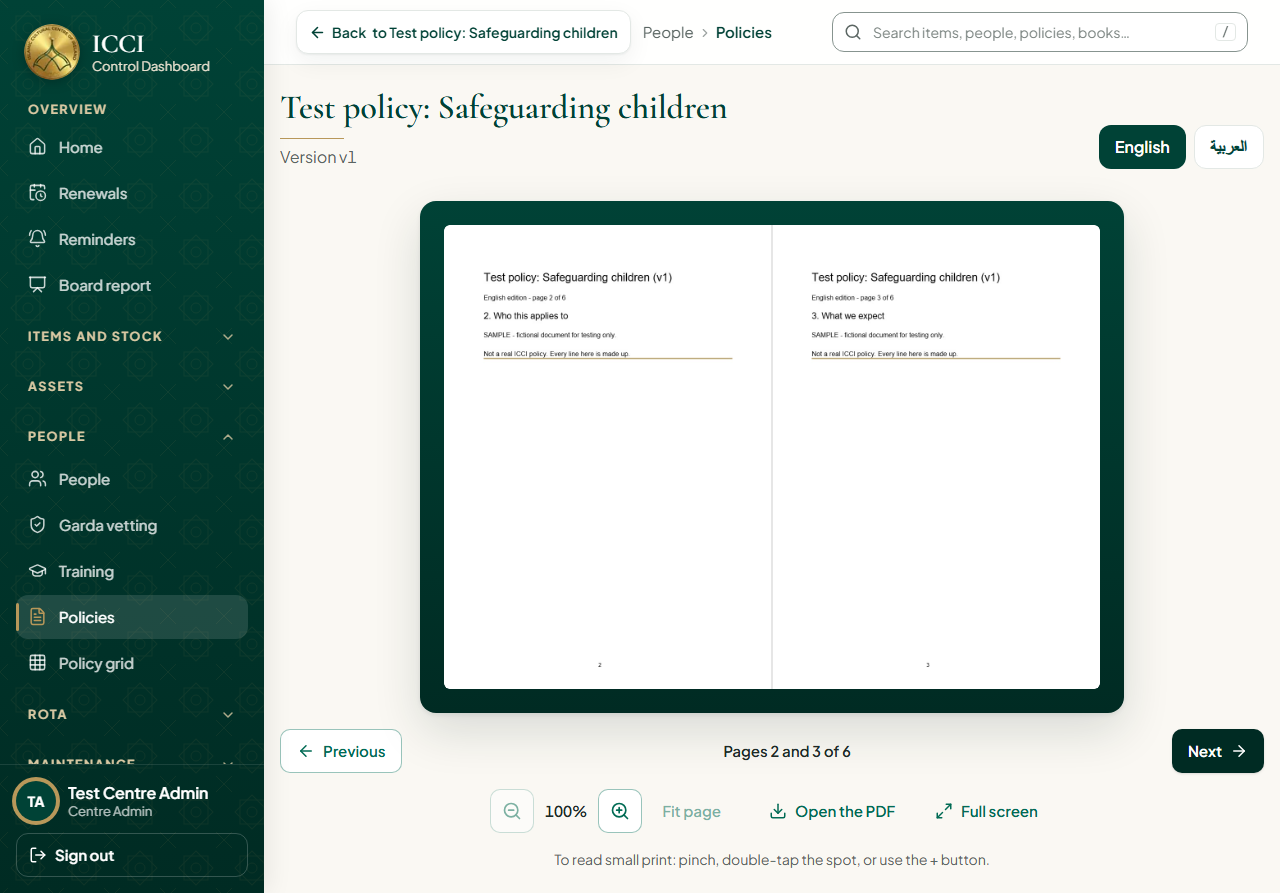 ICCI
Control Dashboard
OVERVIEW
Home
Renewals
Reminders
Board report
ITEMS AND STOCK
ASSETS
PEOPLE
People
Garda vetting
Training
Policies
Policy grid
ROTA
MAINTENANCE
TA
Test Centre Admin
Centre Admin
Sign out
Back to Test policy: Safeguarding children
People
Policies
Search items, people, policies, books...
/
Test policy: Safeguarding children
Version v1
English
العربية
Test policy: Safeguarding children (v1)
English edition - page 2 of 6
2. Who this applies to
SAMPLE - fictional document for testing only.
Not a real ICCI policy. Every line here is made up.
2
Test policy: Safeguarding children (v1)
English edition - page 3 of 6
3. What we expect
SAMPLE - fictional document for testing only.
Not a real ICCI policy. Every line here is made up.
3
Previous
Pages 2 and 3 of 6
Next
100%
Fit page
Open the PDF
Full screen
To read small print: pinch, double-tap the spot, or use the + button.